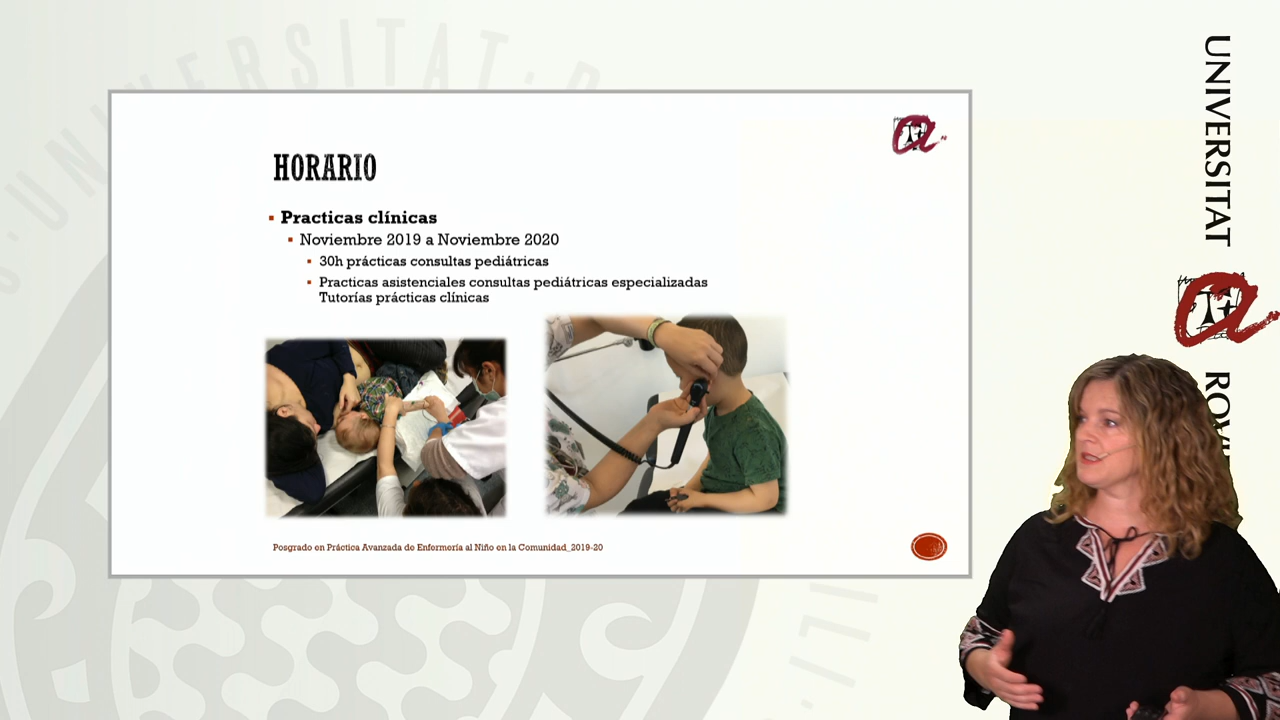 HORARIO
Practicas clínicas
Noviembre 2019 a Noviembre 2020
30h prácticas consultas pediátricas
Practicas asistenciales consultas pediátricas especializadas
Tutorías prácticas clínicas
Posgrado en Práctica Avanzada de Enfermería al Niño en la Comunidad_2019-20
UNIVERSITAT